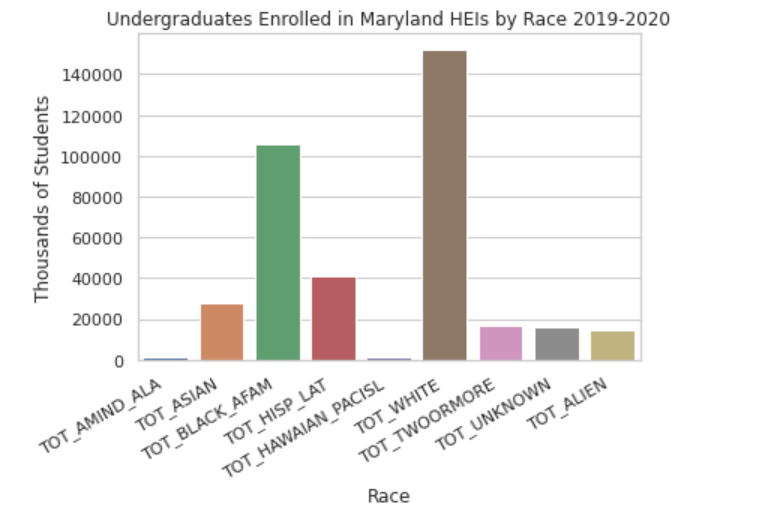 Undergraduates Enrolled in Maryland HEIs by Race 2019-2020
Thousands of Students
140000
120000
100000
80000
60000
40000
20000
0
TOT_AMIND_ALA
TOT_ASIAN
TOT_BLACK_AFAM
TOT_HISP_LAT
TOT_HAWAIAN_PACISL
TOT_WHITE
TOT_TWOORMORE
TOT_UNKNOWN
TOT_ALIEN
Race